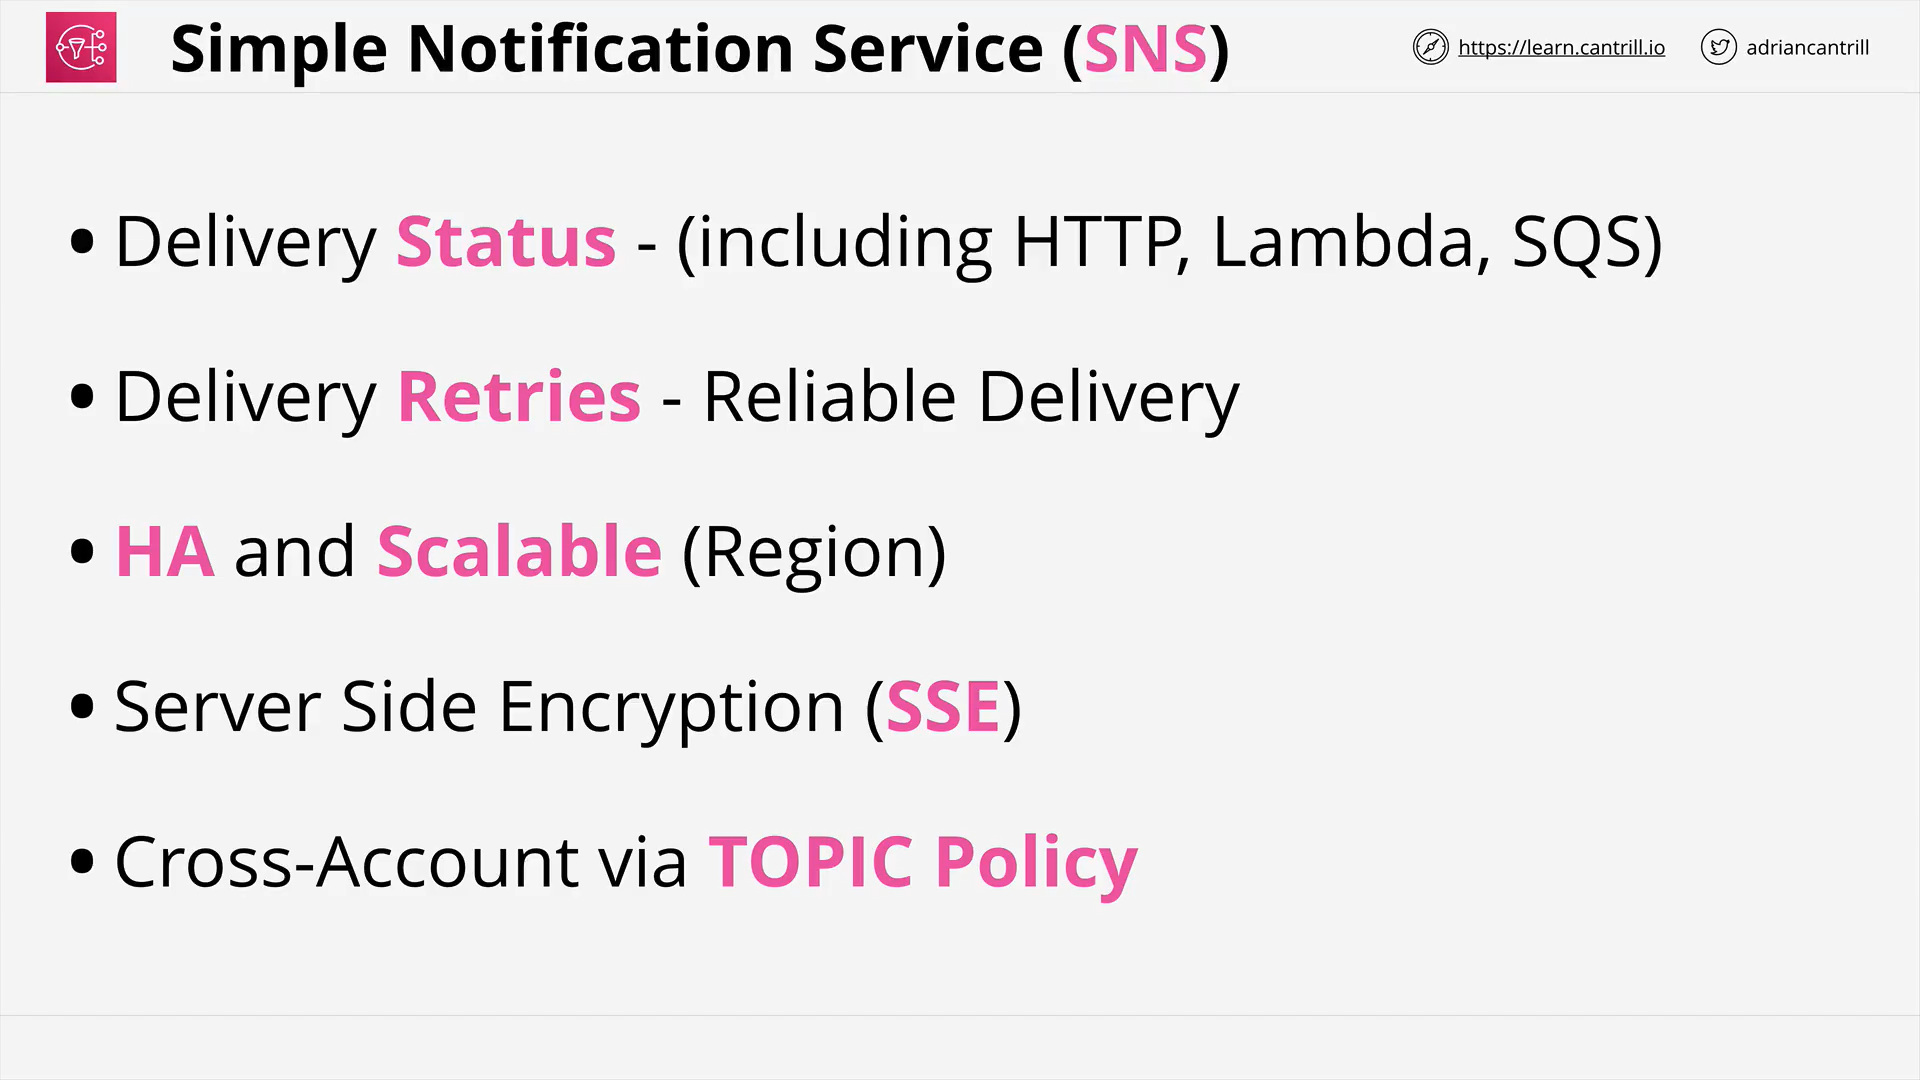 Simple Notification Service (SNS)
https://learn.cantrill.io
adriancantrill
• Delivery Status - (including HTTP, Lambda, SQS)
• Delivery Retries - Reliable Delivery
• HA and Scalable (Region)
• Server Side Encryption (SSE)
• Cross-Account via TOPIC Policy